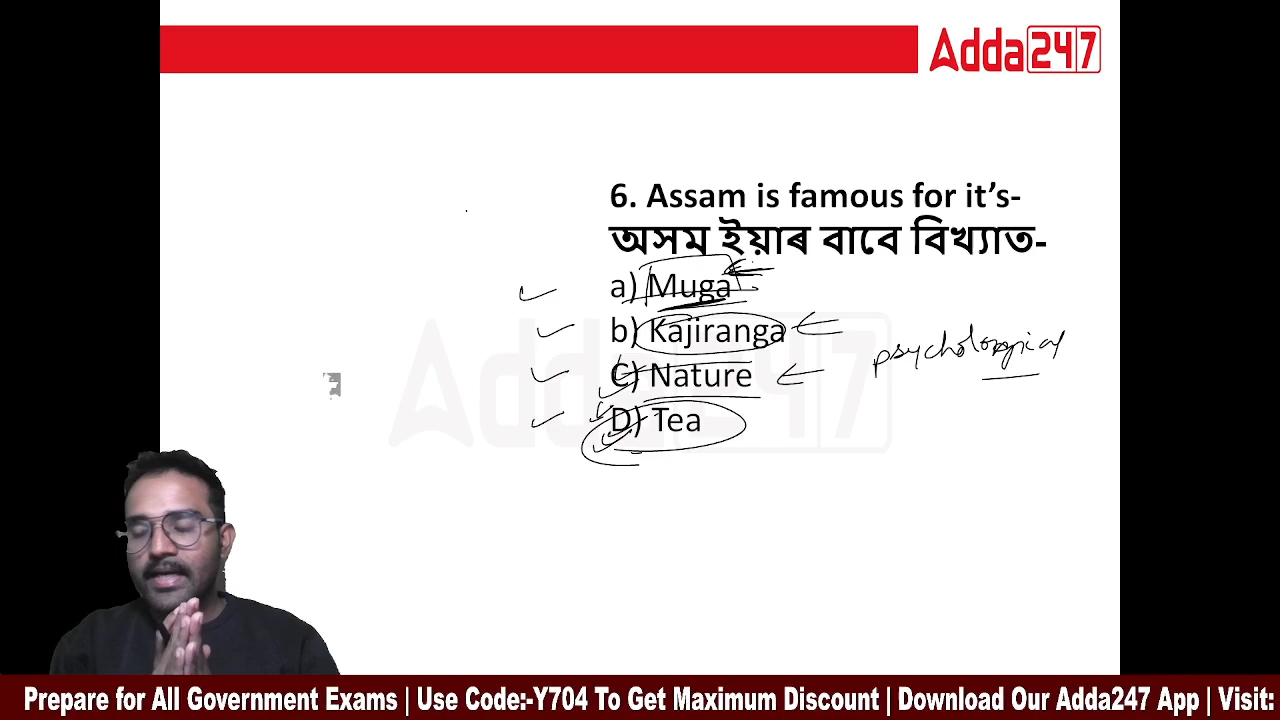 Adda247
6. Assam is famous for it's-
অসম ইয়াৰ বাবে বিখ্যাত-
a) Muga
b) Kajiranga
psychological
C) Nature
D) Tea
Prepare for All Government Exams | Use Code:-Y704 To Get Maximum Discount | Download Our Adda247 App | Visit: